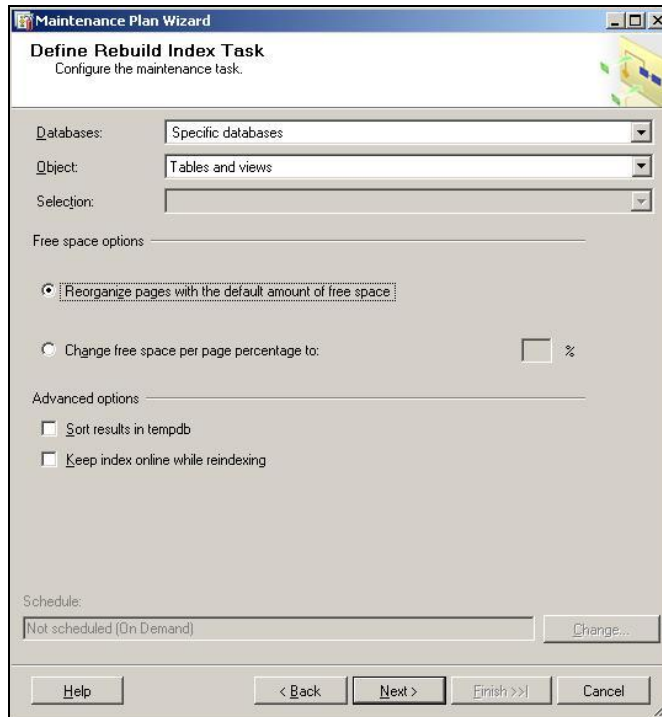 Maintenance Plan Wizard
Define Rebuild Index Task
Configure the maintenance task.
Databases: Specific databases
Object: Tables and views
Selection:
Free space options
Reorganize pages with the default amount of free space
Change free space per page percentage to: %
Advanced options
Sort results in tempdb
Keep index online while reindexing
Schedule:
Not scheduled (On Demand) Change...
Help < Back Next > Finish >>| Cancel